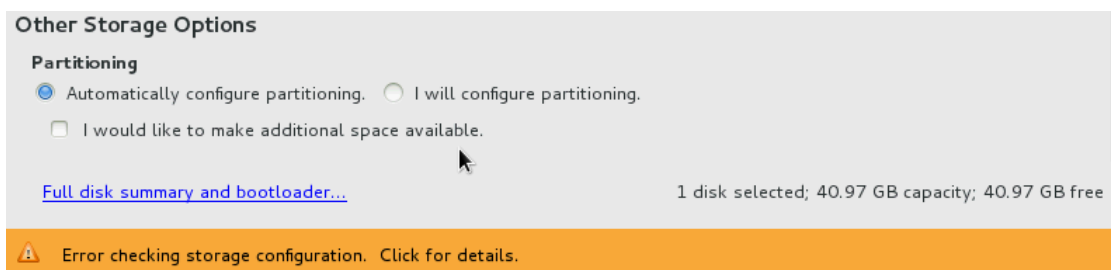 Other Storage Options
Partitioning
Automatically configure partitioning. I will configure partitioning.
I would like to make additional space available.
Full disk summary and bootloader... 1 disk selected; 40.97 GB capacity; 40.97 GB free
Error checking storage configuration. Click for details.